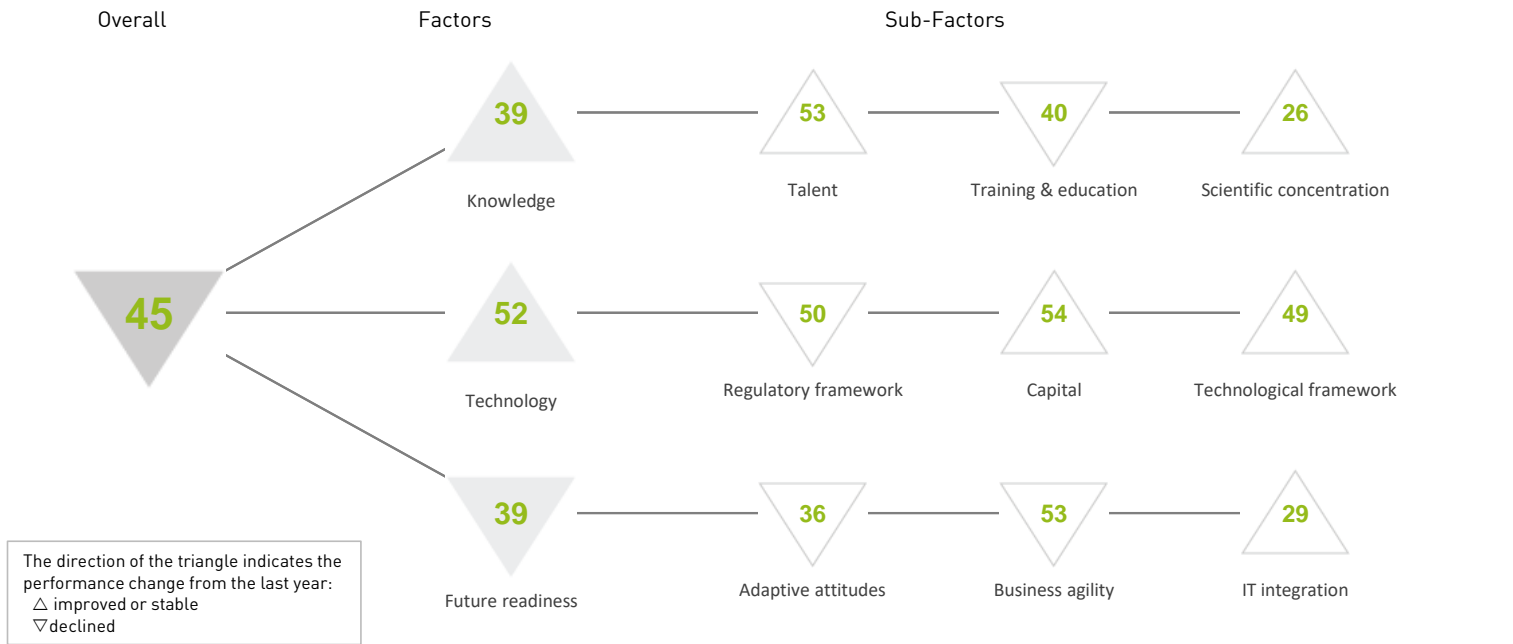 Overall
Factors
Sub-Factors
39
53
40
26
Knowledge
Talent
Training & education
Scientific concentration
45
52
50
54
49
Technology
Regulatory framework
Capital
Technological framework
39
36
53
29
Future readiness
Adaptive attitudes
Business agility
IT integration
The direction of the triangle indicates the
performance change from the last year:
△ improved or stable
▽declined